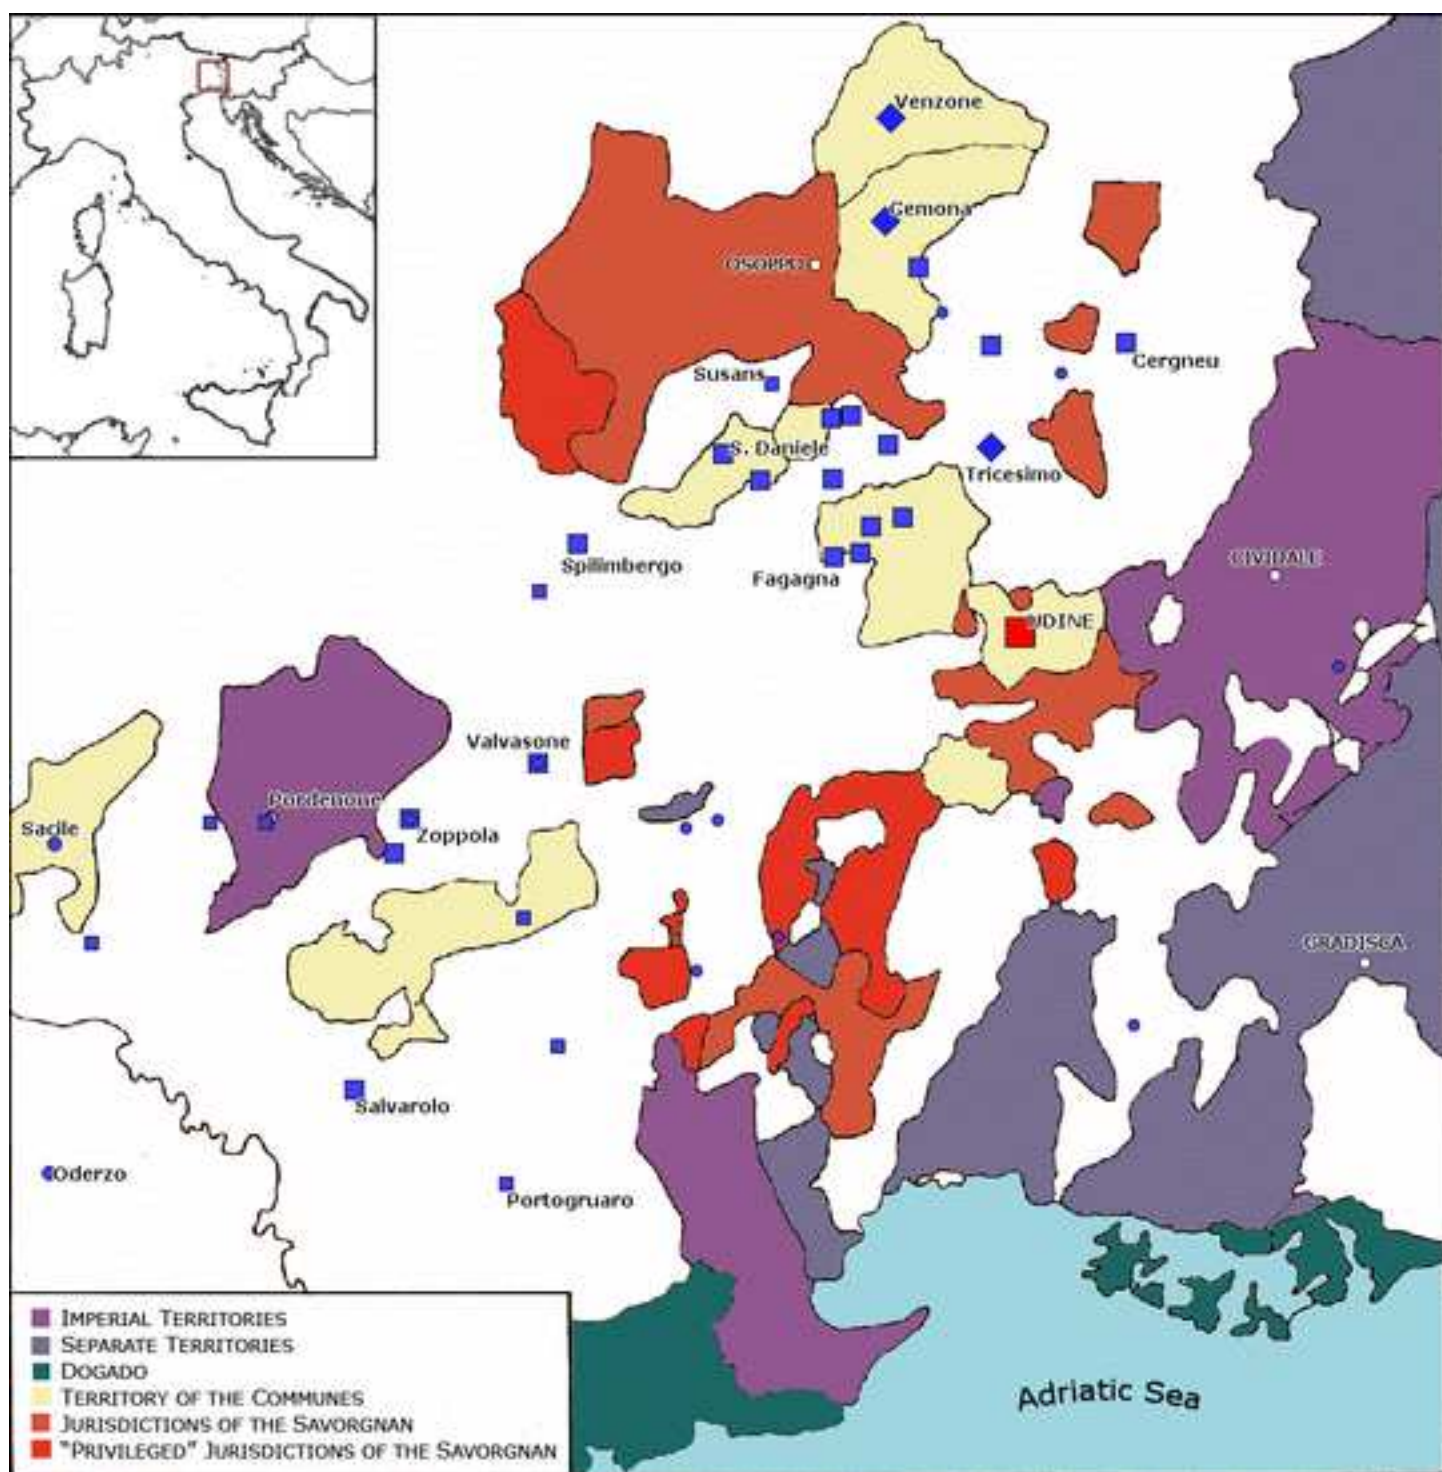 Venzone
Gemona
OSOPPO
Susans
Cergneu
S. Daniele
Tricesimo
Spilimbergo
Fagagna
CIVIDALE
UDINE
Valvasone
Pordenone
Sacile
Zoppola
GRADISCA
Salvarolo
Oderzo
Portogruaro
IMPERIAL TERRITORIES
SEPARATE TERRITORIES
DOGADO
TERRITORY OF THE COMMUNES
JURISDICTIONS OF THE SAVORGNAN
"PRIVILEGED" JURISDICTIONS OF THE SAVORGNAN
Adriatic Sea